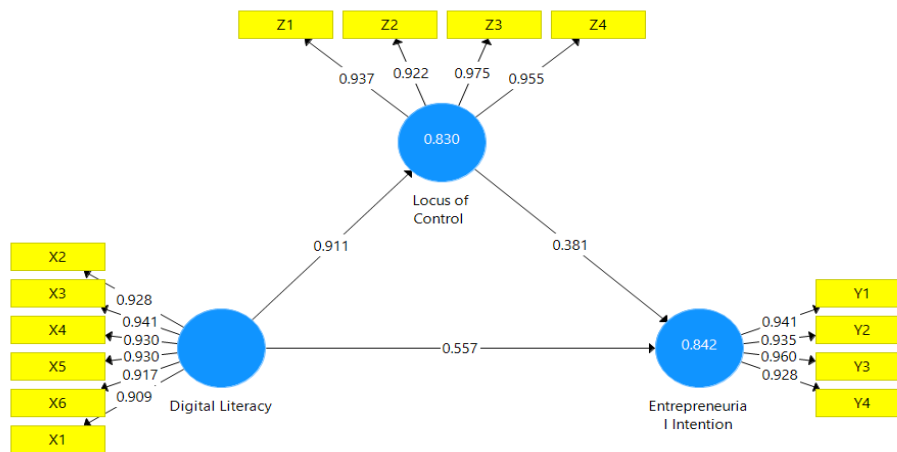 Z1 Z2 Z3 Z4
0.937 0.922 0.975 0.955
0.830
Locus of
Control
0.911
0.381
X2
X3
X4
X5
X6
X1
0.928
0.941
0.930
0.930
0.917
0.909
Digital Literacy
0.557
0.842
Entrepreneuria
l Intention
0.941
0.935
0.960
0.928
Y1
Y2
Y3
Y4